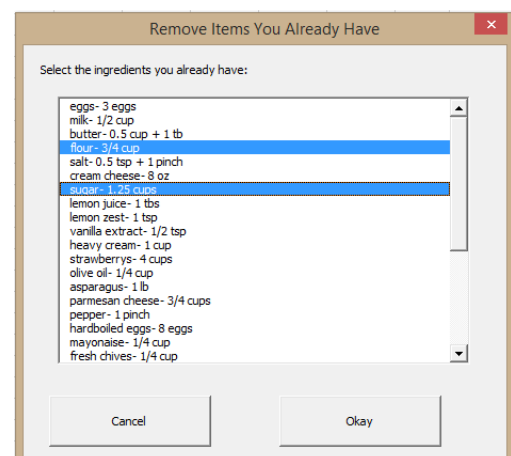 Remove Items You Already Have
Select the ingredients you already have:
eggs- 3 eggs
milk- 1/2 cup
butter- 0.5 cup + 1 tb
flour- 3/4 cup
salt- 0.5 tsp + 1 pinch
cream cheese- 8 oz
sugar- 1.25 cups
lemon juice- 1 tbs
lemon zest- 1 tsp
vanilla extract- 1/2 tsp
heavy cream- 1 cup
strawberrys- 4 cups
olive oil- 1/4 cup
asparagus- 1 lb
parmesan cheese- 3/4 cups
pepper- 1 pinch
hardboiled eggs- 8 eggs
mayonaise- 1/4 cup
fresh chives- 1/4 cup
Cancel Okay